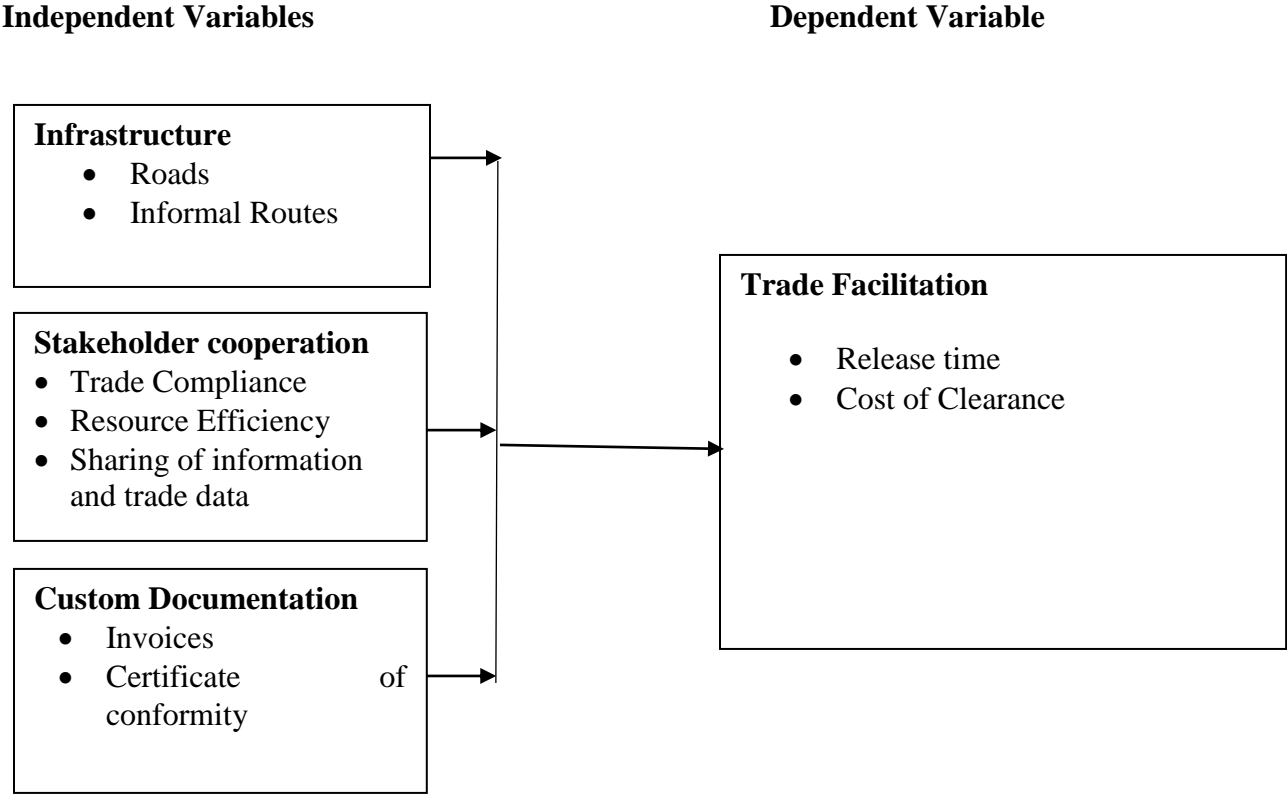 Independent Variables
Dependent Variable
Infrastructure
• Roads
• Informal Routes
Stakeholder cooperation
• Trade Compliance
• Resource Efficiency
• Sharing of information
and trade data
Custom Documentation
• Invoices
• Certificate of
conformity
Trade Facilitation
• Release time
• Cost of Clearance